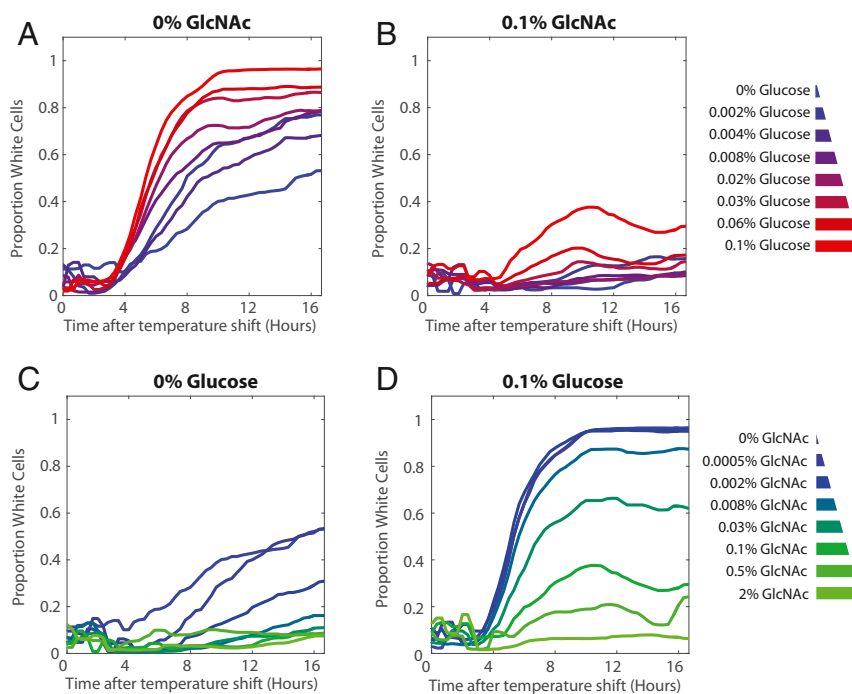 A
0% GlcNAc
Proportion White Cells
1
0.8
0.6
0.4
0.2
0
0 4 8 12 16
Time after temperature shift (Hours)
B
0.1% GlcNAc
Proportion White Cells
1
0.8
0.6
0.4
0.2
0
0 4 8 12 16
Time after temperature shift (Hours)
0% Glucose
0.002% Glucose
0.004% Glucose
0.008% Glucose
0.02% Glucose
0.03% Glucose
0.06% Glucose
0.1% Glucose
C
0% Glucose
Proportion White Cells
1
0.8
0.6
0.4
0.2
0
0 4 8 12 16
Time after temperature shift (Hours)
D
0.1% Glucose
Proportion White Cells
1
0.8
0.6
0.4
0.2
0
0 4 8 12 16
Time after temperature shift (Hours)
0% GlcNAc
0.0005% GlcNAc
0.002% GlcNAc
0.008% GlcNAc
0.03% GlcNAc
0.1% GlcNAc
0.5% GlcNAc
2% GlcNAc